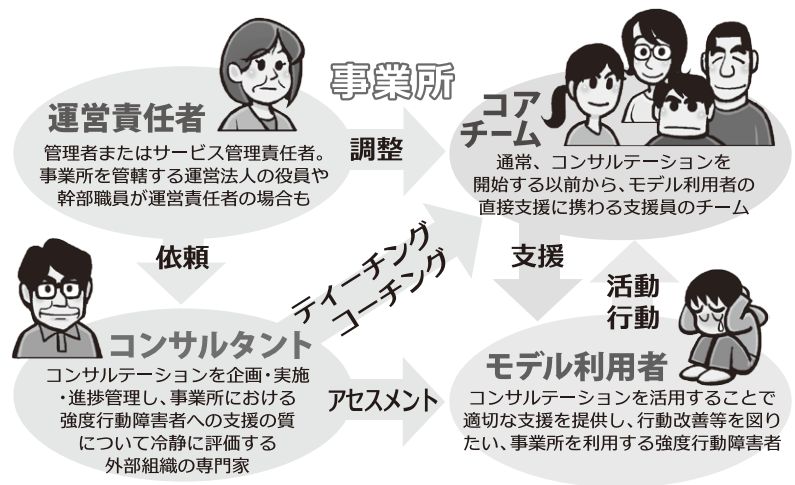 事業所
運営責任者
管理者またはサービス管理責任者。
事業所を管轄する運営法人の役員や
幹部職員が運営責任者の場合も
調整
コア
チーム
通常、コンサルテーションを
開始する以前から、モデル利用者の
直接支援に携わる支援員のチーム
依頼
ティーチング
コーチング
支援
活動
行動
コンサルタント
コンサルテーションを企画・実施
・進捗管理し、事業所における
強度行動障害者への支援の質
について冷静に評価する
外部組織の専門家
アセスメント
モデル利用者
コンサルテーションを活用することで
適切な支援を提供し、行動改善等を図り
たい、事業所を利用する強度行動障害者